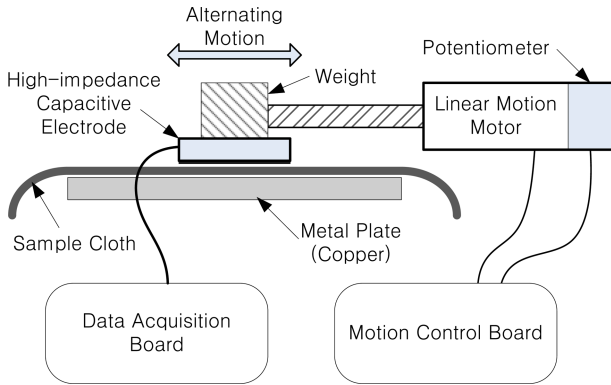 Alternating
Motion
Potentiometer
High-impedance
Capacitive
Electrode
Weight
Linear Motion
Motor
Sample Cloth
Metal Plate
(Copper)
Data Acquisition
Board
Motion Control Board